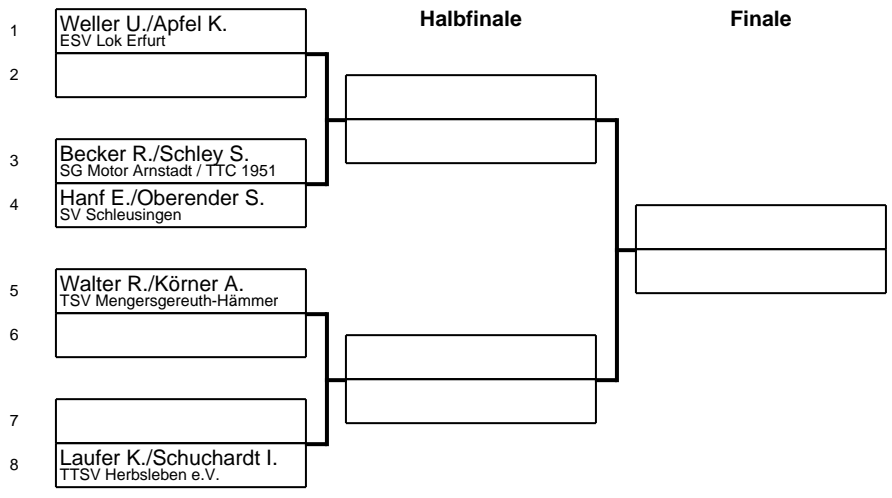 Halbfinale
Finale
1
Weller U./Apfel K.
ESV Lok Erfurt
2
3
Becker R./Schley S.
SG Motor Arnstadt / TTC 1951
4
Hanf E./Oberender S.
SV Schleusingen
5
Walter R./Körner A.
TSV Mengersgereuth-Hämmer
6
7
8
Laufer K./Schuchardt I.
TTSV Herbsleben e.V.